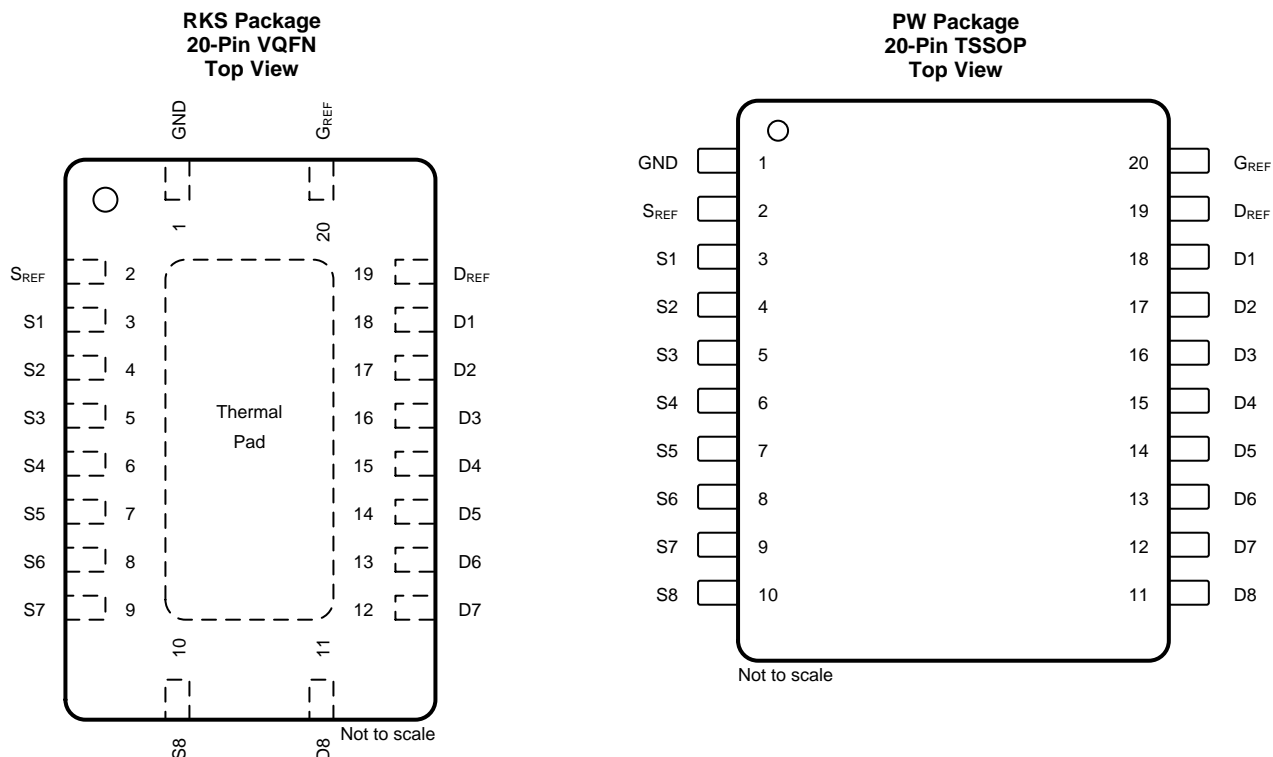 RKS Package
20-Pin VQFN
Top View
GND
GREF
1
20
SREF 2 19 DREF
S1 3 18 D1
S2 4 17 D2
S3 5 16 D3
S4 6 15 D4
S5 7 14 D5
S6 8 13 D6
S7 9 12 D7
Thermal
Pad
10
11
S8
D8
Not to scale
PW Package
20-Pin TSSOP
Top View
GND 1 20 GREF
SREF 2 19 DREF
S1 3 18 D1
S2 4 17 D2
S3 5 16 D3
S4 6 15 D4
S5 7 14 D5
S6 8 13 D6
S7 9 12 D7
S8 10 11 D8
Not to scale